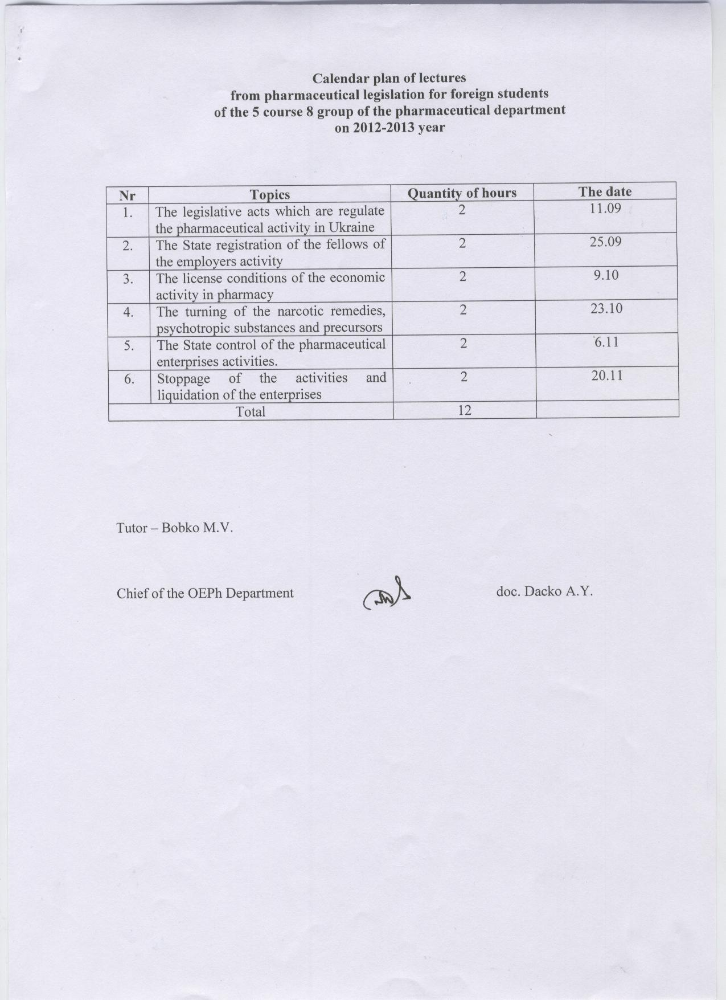 Calendar plan of lectures
from pharmaceutical legislation for foreign students
of the 5 course 8 group of the pharmaceutical department
on 2012-2013 year
Nr Topics Quantity of hours The date
1. The legislative acts which are regulate 2 11.09
the pharmaceutical activity in Ukraine
2. The State registration of the fellows of 2 25.09
the employers activity
3. The license conditions of the economic 2 9.10
activity in pharmacy
4. The turning of the narcotic remedies, 2 23.10
psychotropic substances and precursors
5. The State control of the pharmaceutical 2 6.11
enterprises activities.
6. Stoppage of the activities and 2 20.11
liquidation of the enterprises
Total 12
Tutor – Bobko M.V.
Chief of the OEPh Department doc. Dacko A.Y.